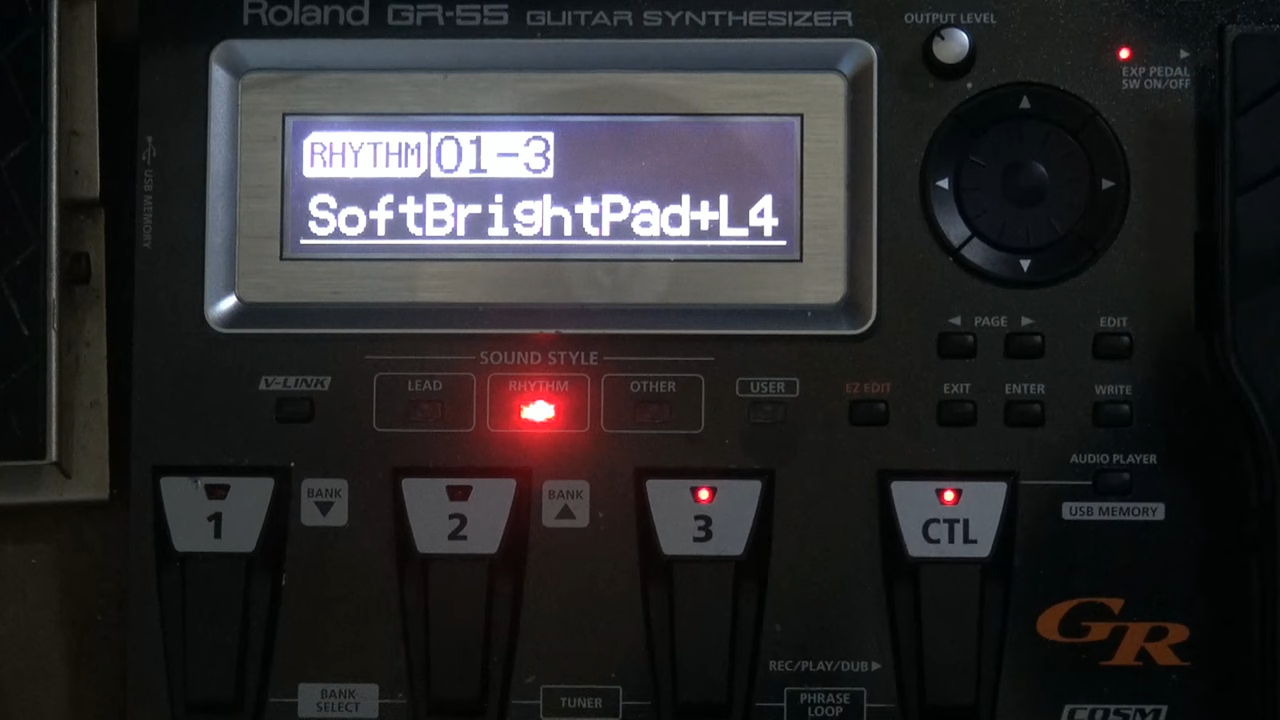 Roland GR-55 GUITAR SYNTHESIZER
OUTPUT LEVEL
EXP PEDAL
SW ON/OFF
RHYTHM 01-3
SoftBrightPad+L4
USB MEMORY
PAGE
EDIT
SOUND STYLE
V-LINK
LEAD
RHYTHM
OTHER
USER
EZ EDIT
EXIT
ENTER
WRITE
AUDIO PLAYER
USB MEMORY
1
BANK
2
BANK
3
CTL
GR
REC/PLAY/DUB
BANK
SELECT
TUNER
PHRASE
LOOP
COSM